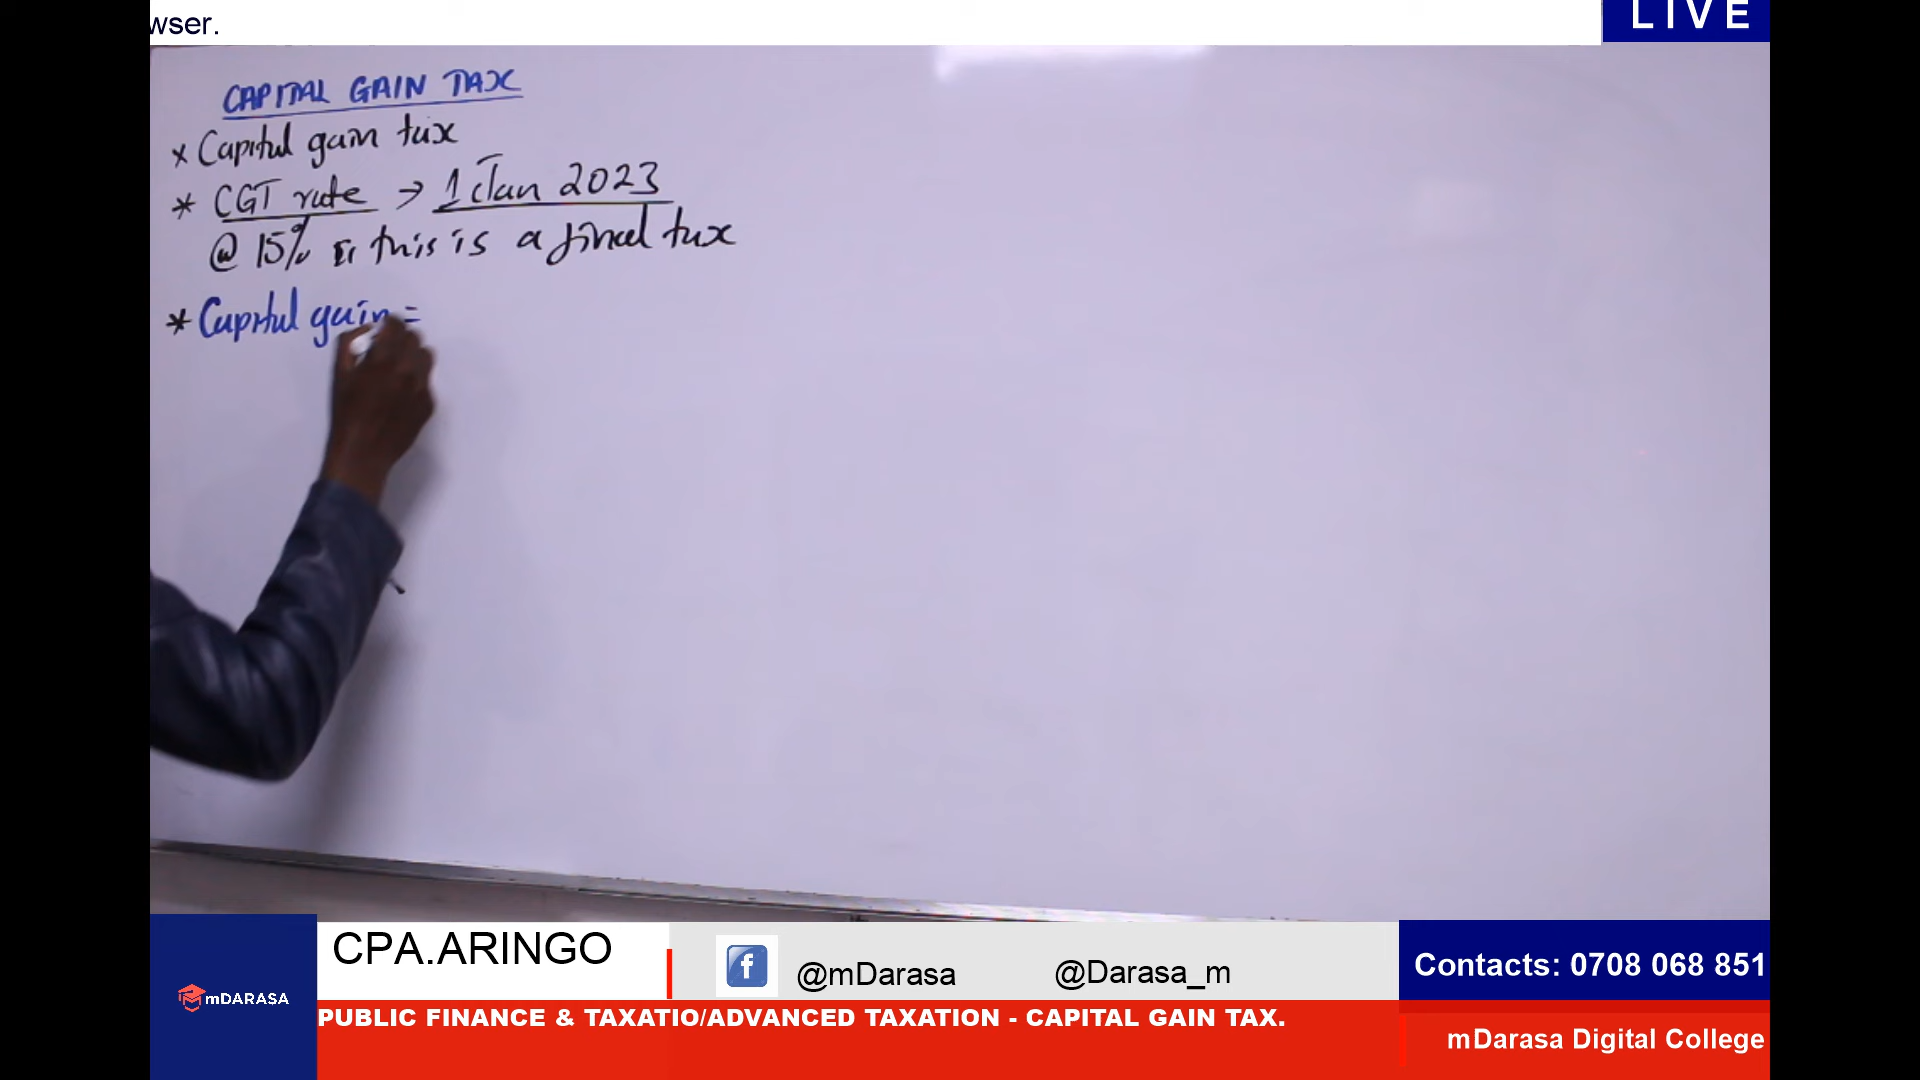 wser.
LIVE
CAPITAL GAIN TAX
* Capital gain tax
* CGT rate → 1 Jan 2023
@ 15% & this is a final tax
* Capital gain =
CPA.ARINGO
f
@mDarasa
@Darasa_m
Contacts: 0708 068 851
mDARASA
PUBLIC FINANCE & TAXATIO/ADVANCED TAXATION - CAPITAL GAIN TAX.
mDarasa Digital College